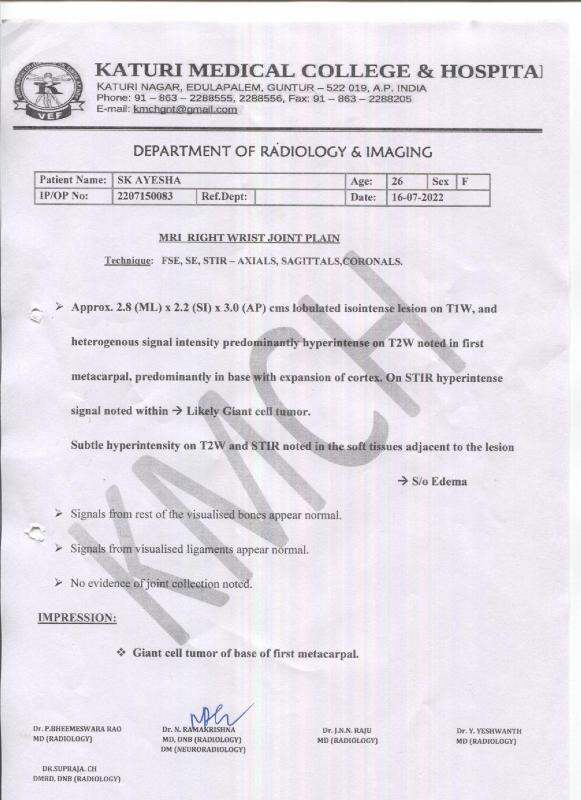 KATURI MEDICAL COLLEGE & HOSPITA
KATURI NAGAR, EDULAPALEM, GUNTUR – 522 019, A.P. INDIA
Phone: 91 – 863 – 2288555, 2288556, Fax: 91 – 863 – 2288205
E-mail: kmchgnt@gmail.com
K
VEF
DEPARTMENT OF RADIOLOGY & IMAGING
Patient Name: SK AYESHA Age: 26 Sex F
IP/OP No: 2207150083 Ref.Dept: Date: 16-07-2022
MRI RIGHT WRIST JOINT PLAIN
Technique: FSE, SE, STIR – AXIALS, SAGITTALS,CORONALS.
➢ Approx. 2.8 (ML) x 2.2 (SI) x 3.0 (AP) cms lobulated isointense lesion on T1W, and
heterogenous signal intensity predominantly hyperintense on T2W noted in first
metacarpal, predominantly in base with expansion of cortex. On STIR hyperintense
signal noted within → Likely Giant cell tumor.
Subtle hyperintensity on T2W and STIR noted in the soft tissues adjacent to the lesion
→ S/o Edema
➢ Signals from rest of the visualised bones appear normal.
➢ Signals from visualised ligaments appear normal.
➢ No evidence of joint collection noted.
KMCH
IMPRESSION:
❖ Giant cell tumor of base of first metacarpal.
Dr. P.BHEEMESWARA RAO
MD (RADIOLOGY)
Dr. N. RAMAKRISHNA
MD, DNB (RADIOLOGY)
DM (NEURORADIOLOGY)
Dr. J.N.N. RAJU
MD (RADIOLOGY)
Dr. Y. YESHWANTH
MD (RADIOLOGY)
DR.SUPRAJA. CH
DMRD, DNB (RADIOLOGY)